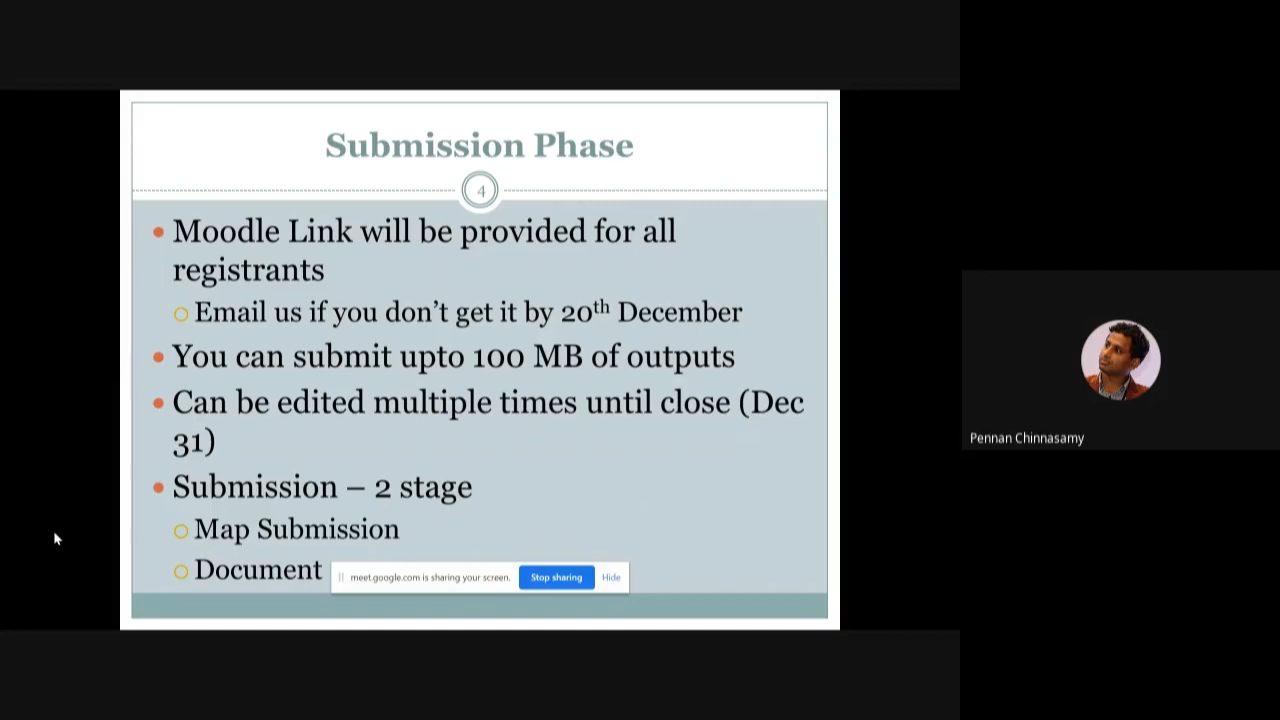 Submission Phase
4
• Moodle Link will be provided for all
registrants
Email us if you don't get it by 20th December
• You can submit upto 100 MB of outputs
• Can be edited multiple times until close (Dec
31)
• Submission – 2 stage
Map Submission
Document
meet.google.com is sharing your screen. Stop sharing Hide
Pennan Chinnasamy